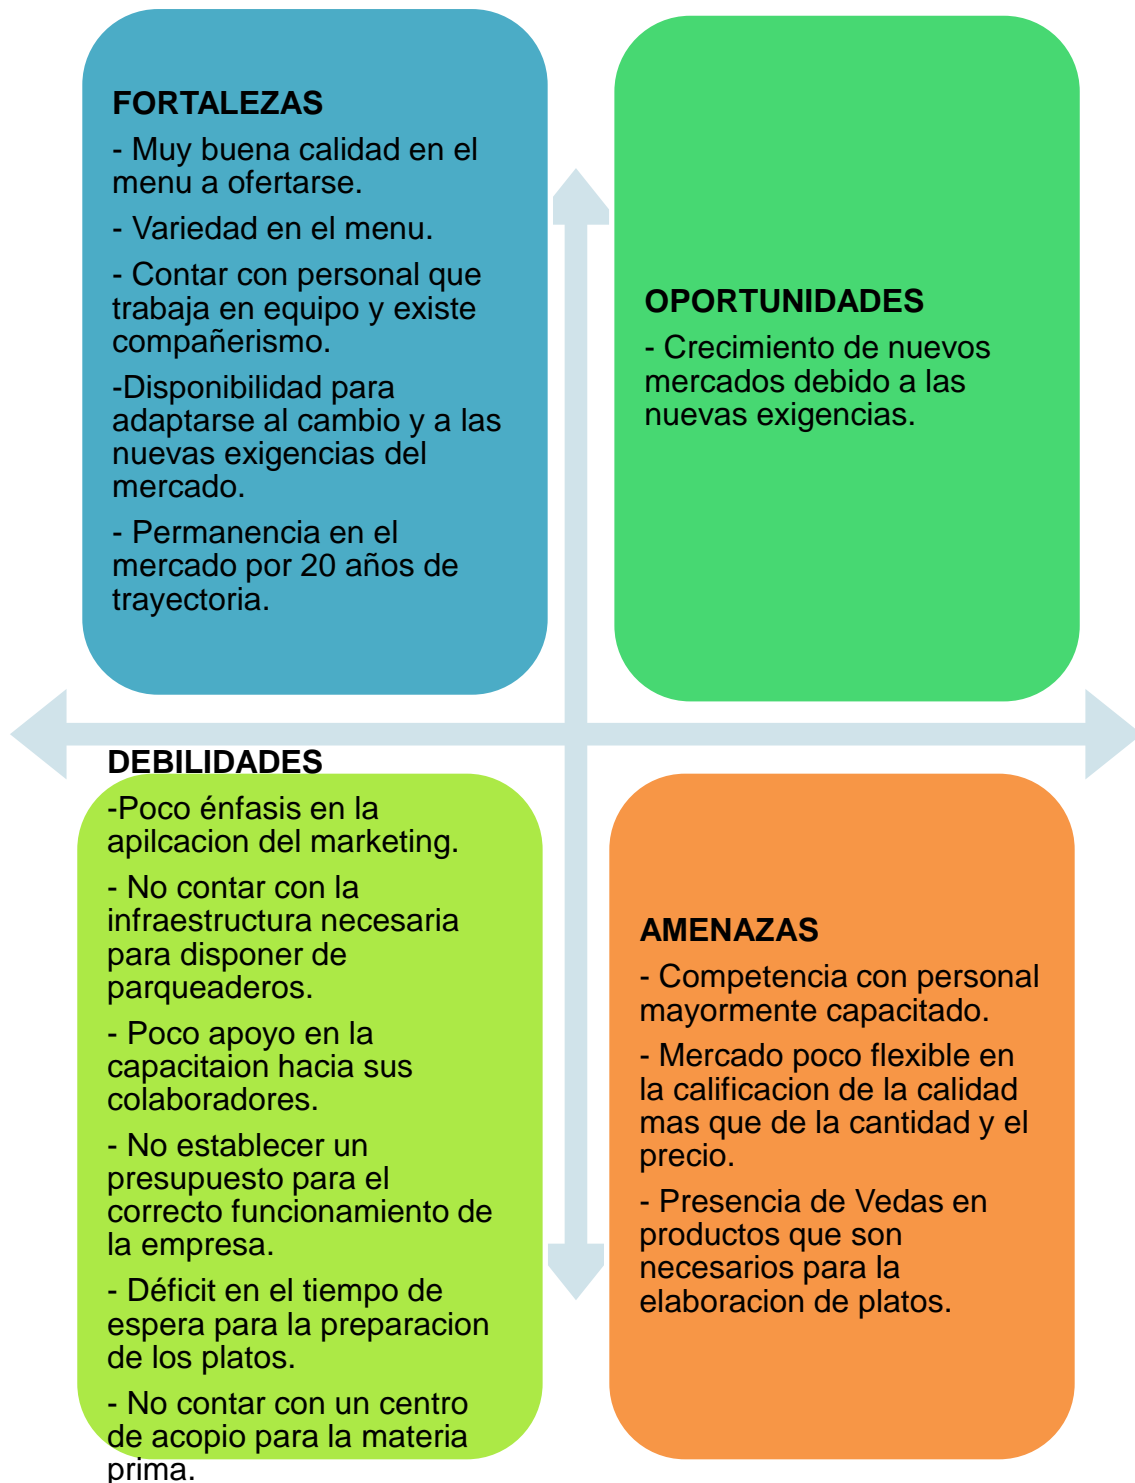 FORTALEZAS
- Muy buena calidad en el
menu a ofertarse.
- Variedad en el menu.
- Contar con personal que
trabaja en equipo y existe
compañerismo.
-Disponibilidad para
adaptarse al cambio y a las
nuevas exigencias del
mercado.
- Permanencia en el
mercado por 20 años de
trayectoria.
OPORTUNIDADES
- Crecimiento de nuevos
mercados debido a las
nuevas exigencias.
DEBILIDADES
-Poco énfasis en la
apilcacion del marketing.
- No contar con la
infraestructura necesaria
para disponer de
parqueaderos.
- Poco apoyo en la
capacitaion hacia sus
colaboradores.
- No establecer un
presupuesto para el
correcto funcionamiento de
la empresa.
- Déficit en el tiempo de
espera para la preparacion
de los platos.
- No contar con un centro
de acopio para la materia
prima.
AMENAZAS
- Competencia con personal
mayormente capacitado.
- Mercado poco flexible en
la calificacion de la calidad
mas que de la cantidad y el
precio.
- Presencia de Vedas en
productos que son
necesarios para la
elaboracion de platos.